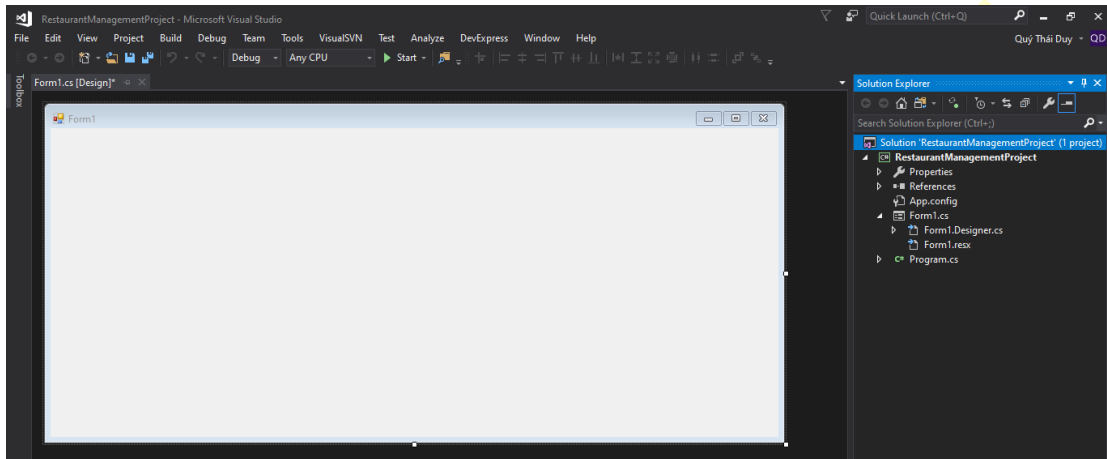 RestaurantManagementProject - Microsoft Visual Studio
Quick Launch (Ctrl+Q)
File Edit View Project Build Debug Team Tools VisualSVN Test Analyze DevExpress Window Help
Quý Thái Duy QD
Debug Any CPU Start
Toolbox
Form1.cs [Design]*
Form1
Solution Explorer
Search Solution Explorer (Ctrl+;)
Solution 'RestaurantManagementProject' (1 project)
C# RestaurantManagementProject
Properties
References
App.config
Form1.cs
Form1.Designer.cs
Form1.resx
C# Program.cs